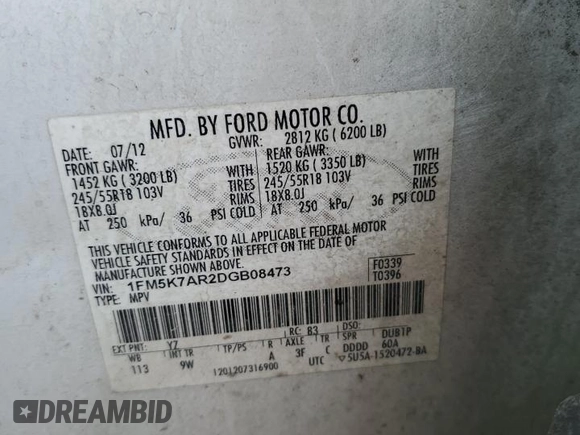 MFD. BY FORD MOTOR CO.
DATE: 07/12 GVWR: 2812 KG ( 6200 LB)
FRONT GAWR: REAR GAWR:
1452 KG ( 3200 LB) WITH 1520 KG ( 3350 LB) WITH
245/55R18 103V TIRES 245/55R18 103V TIRES
18X8.0J RIMS 18X8.0J RIMS
AT 250 kPa/ 36 PSI COLD AT 250 kPa/ 36 PSI COLD
THIS VEHICLE CONFORMS TO ALL APPLICABLE FEDERAL MOTOR
VEHICLE SAFETY STANDARDS IN EFFECT ON THE DATE OF
MANUFACTURE SHOWN ABOVE.
VIN: 1FM5K7AR2DGB08473 F0339
TYPE: MPV T0396
EXT PNT: Y7 RC: B3 DSO:
WB INT TR TP/PS R AXLE TR SPR DUB1P
113 9W A 3F C DDDD 60A
1201207316900 UTC ▽5U5A-1520472-BA
DREAMBID